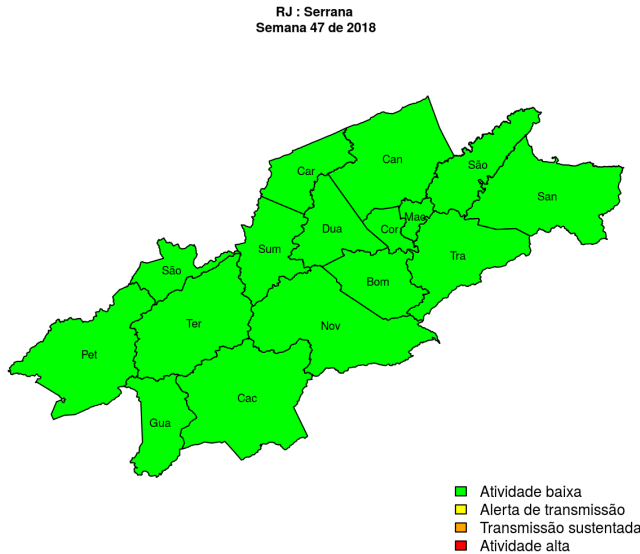 RJ : Serrana
Semana 47 de 2018
Can
São
Car
San
Mac
Dua
Cor
Sum
Tra
São
Bom
Ter
Nov
Pet
Cac
Gua
Atividade baixa
Alerta de transmissão
Transmissão sustentada
Atividade alta